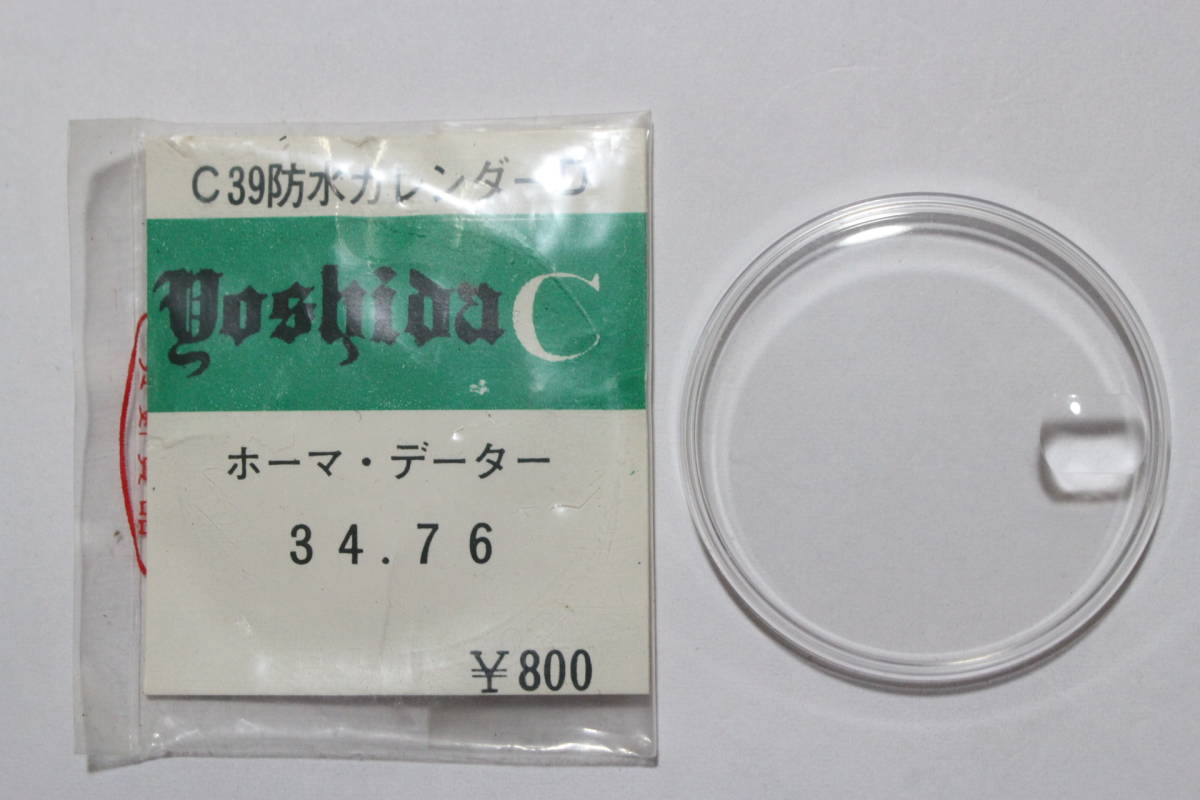 C39防水カレンダー
Yoshida C
ホーマ・データー
34.76
¥800